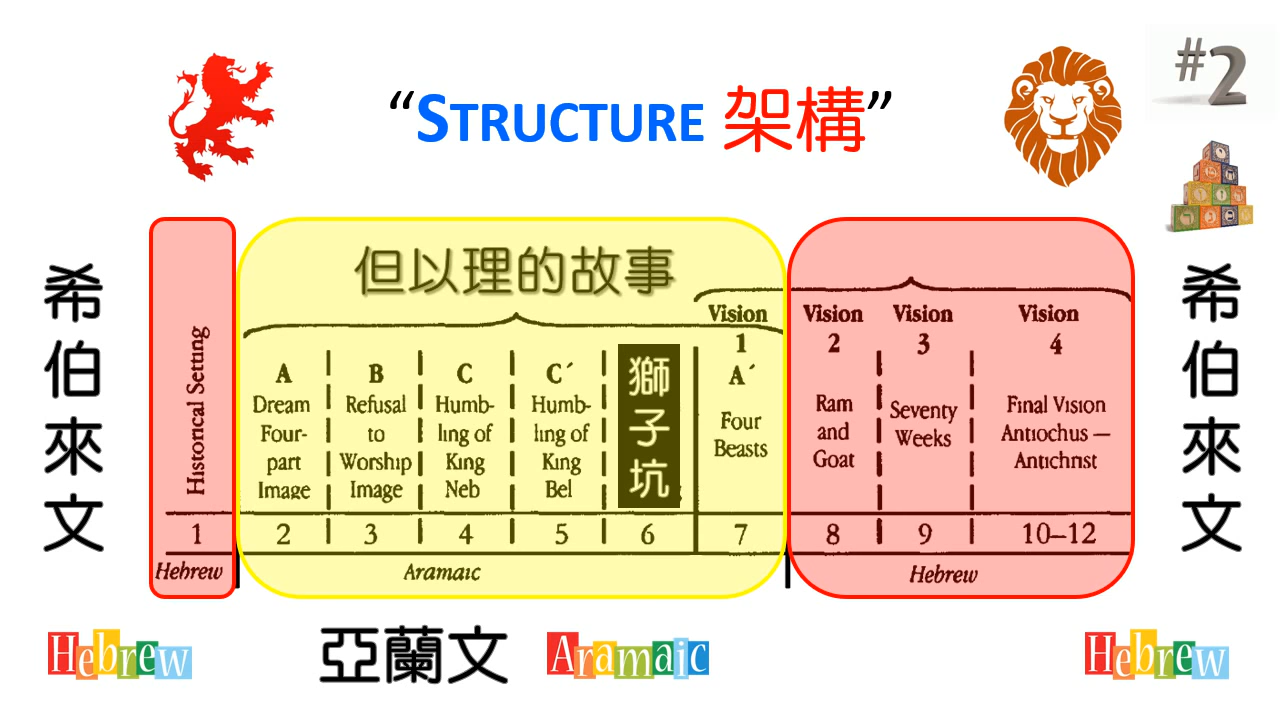 #2
“STRUCTURE 架構”
希伯來文
希伯來文
但以理的故事
Historical Setting
A
Dream
Four-
part
Image
B
Refusal
to
Worship
Image
C
Humb-
ling of
King
Neb
C´
Humb-
ling of
King
Bel
獅子坑
Vision
1
A´
Four
Beasts
Vision
2
Ram
and
Goat
Vision
3
Seventy
Weeks
Vision
4
Final Vision
Antiochus —
Antichrist
1 2 3 4 5 6 7 8 9 10–12
Hebrew Aramaic Hebrew
Hebrew 亞蘭文 Aramaic Hebrew